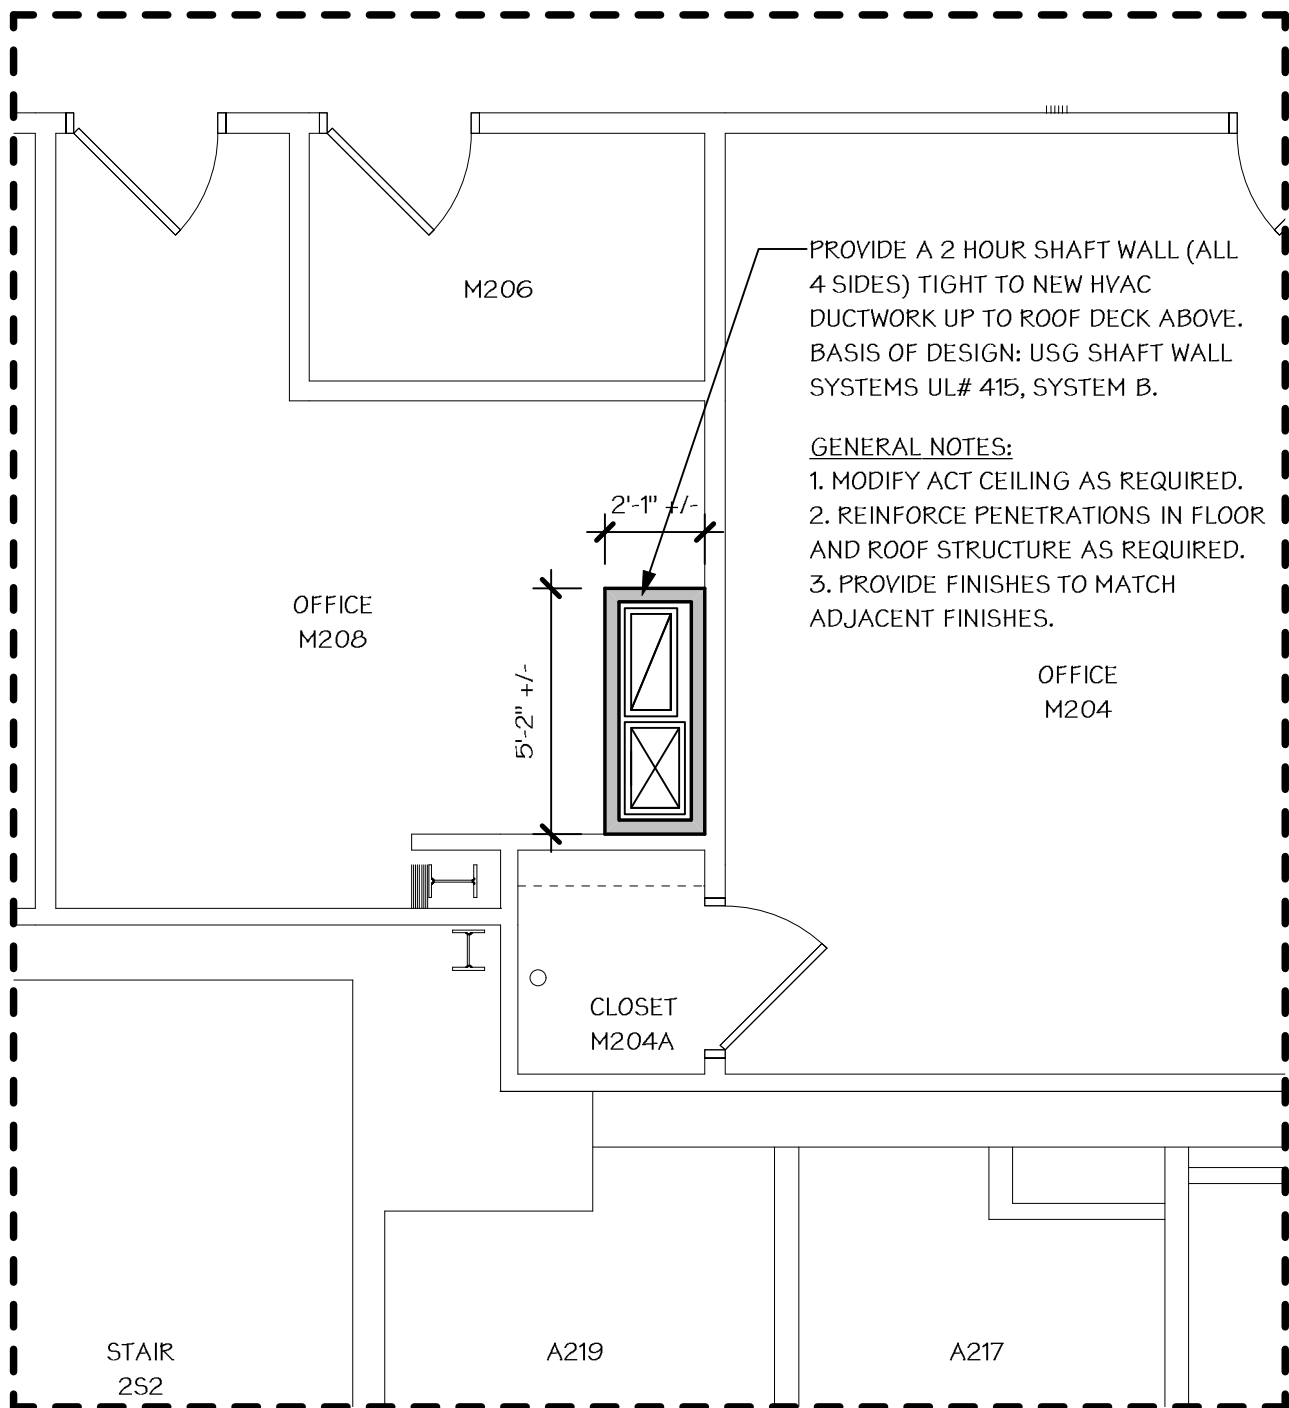 PROVIDE A 2 HOUR SHAFT WALL (ALL
4 SIDES) TIGHT TO NEW HVAC
DUCTWORK UP TO ROOF DECK ABOVE.
BASIS OF DESIGN: USG SHAFT WALL
SYSTEMS UL# 415, SYSTEM B.
M206
GENERAL NOTES:
1. MODIFY ACT CEILING AS REQUIRED.
2. REINFORCE PENETRATIONS IN FLOOR
AND ROOF STRUCTURE AS REQUIRED.
3. PROVIDE FINISHES TO MATCH
ADJACENT FINISHES.
2'-1" +/-
OFFICE
M208
5'-2" +/-
OFFICE
M204
CLOSET
M204A
STAIR
2S2
A219
A217